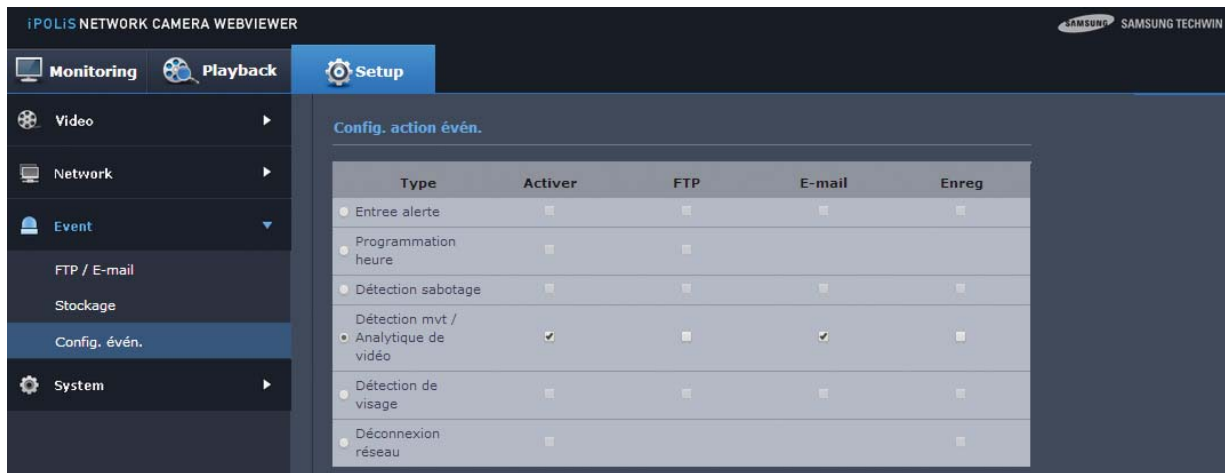 iPOLiS NETWORK CAMERA WEBVIEWER
SAMSUNG SAMSUNG TECHWIN
Monitoring Playback Setup
Video
Network
Event
FTP / E-mail
Stockage
Config. évén.
System
Config. action évén.
Type Activer FTP E-mail Enreg
Entree alerte
Programmation
heure
Détection sabotage
Détection mvt /
Analytique de
vidéo
Détection de
visage
Déconnexion
réseau